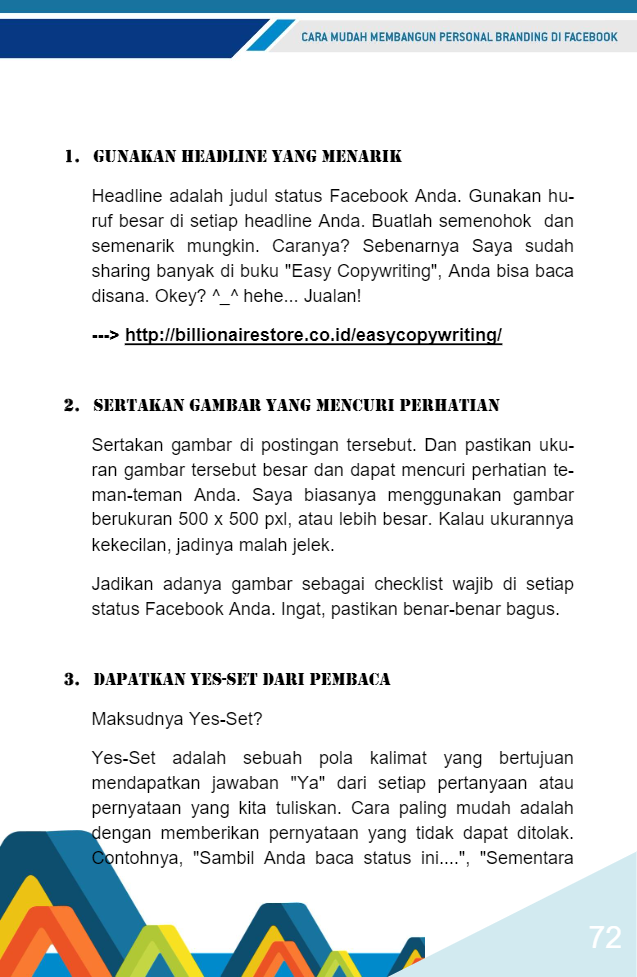 CARA MUDAH MEMBANGUN PERSONAL BRANDING DI FACEBOOK
1. GUNAKAN HEADLINE YANG MENARIK
Headline adalah judul status Facebook Anda. Gunakan hu-
ruf besar di setiap headline Anda. Buatlah semenohok dan
semenarik mungkin. Caranya? Sebenarnya Saya sudah
sharing banyak di buku "Easy Copywriting", Anda bisa baca
disana. Okey? ^_^ hehe... Jualan!
---> http://billionairestore.co.id/easycopywriting/
2. SERTAKAN GAMBAR YANG MENCURI PERHATIAN
Sertakan gambar di postingan tersebut. Dan pastikan uku-
ran gambar tersebut besar dan dapat mencuri perhatian te-
man-teman Anda. Saya biasanya menggunakan gambar
berukuran 500 x 500 pxl, atau lebih besar. Kalau ukurannya
kekecilan, jadinya malah jelek.
Jadikan adanya gambar sebagai checklist wajib di setiap
status Facebook Anda. Ingat, pastikan benar-benar bagus.
3. DAPATKAN YES-SET DARI PEMBACA
Maksudnya Yes-Set?
Yes-Set adalah sebuah pola kalimat yang bertujuan
mendapatkan jawaban "Ya" dari setiap pertanyaan atau
pernyataan yang kita tuliskan. Cara paling mudah adalah
dengan memberikan pernyataan yang tidak dapat ditolak.
Contohnya, "Sambil Anda baca status ini....", "Sementara
72